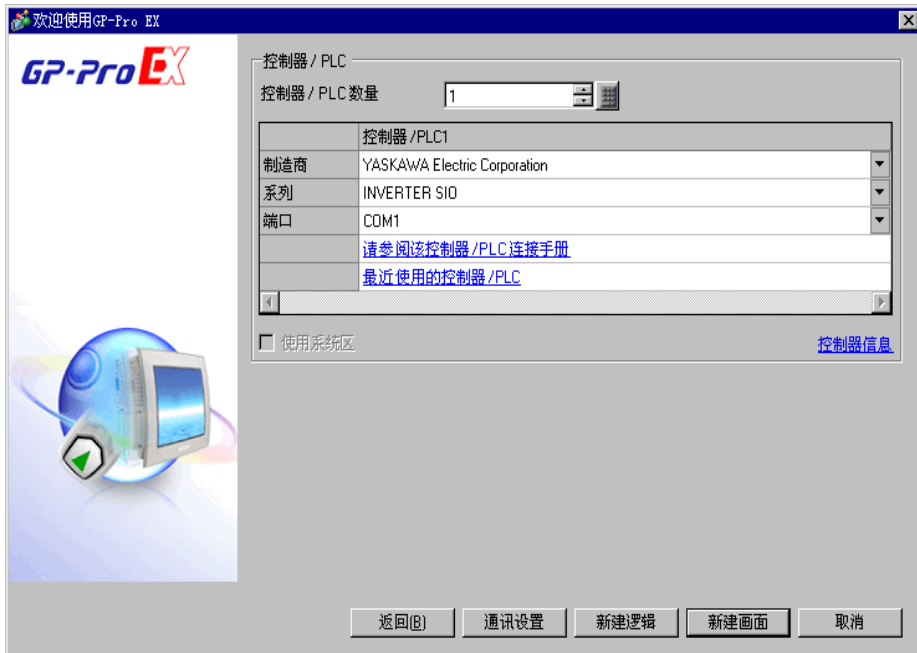 欢迎使用GP-Pro EX
GP-Pro EX
控制器 / PLC
控制器 / PLC数量 1
控制器 /PLC1
制造商 YASKAWA Electric Corporation
系列 INVERTER SIO
端口 COM1
请参阅该控制器 /PLC 连接手册
最近使用的控制器 /PLC
使用系统区 控制器信息
返回(B) 通讯设置 新建逻辑 新建画面 取消